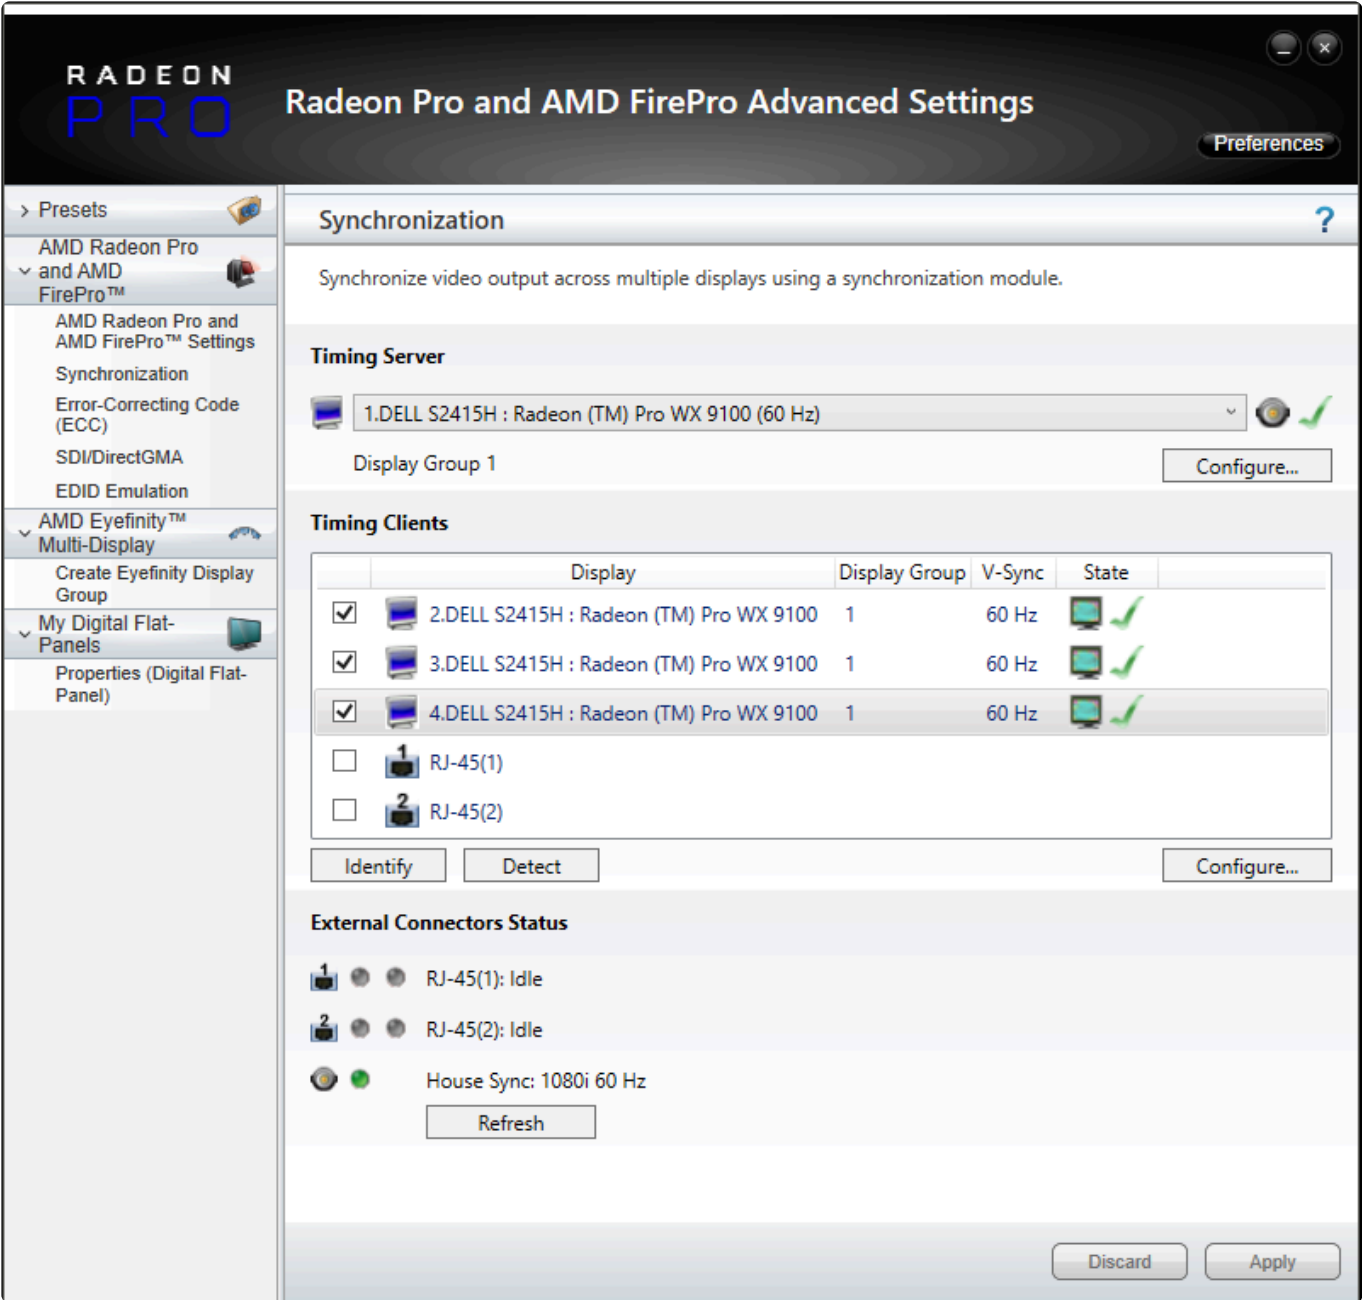 RADEON
PRO
Radeon Pro and AMD FirePro Advanced Settings
Preferences
Presets
AMD Radeon Pro
and AMD
FirePro™
AMD Radeon Pro and
AMD FirePro™ Settings
Synchronization
Error-Correcting Code
(ECC)
SDI/DirectGMA
EDID Emulation
AMD Eyefinity™
Multi-Display
Create Eyefinity Display
Group
My Digital Flat-
Panels
Properties (Digital Flat-
Panel)
Synchronization ?
Synchronize video output across multiple displays using a synchronization module.
Timing Server
1.DELL S2415H : Radeon (TM) Pro WX 9100 (60 Hz)
Display Group 1 Configure...
Timing Clients
Display Display Group V-Sync State
2.DELL S2415H : Radeon (TM) Pro WX 9100 1 60 Hz
3.DELL S2415H : Radeon (TM) Pro WX 9100 1 60 Hz
4.DELL S2415H : Radeon (TM) Pro WX 9100 1 60 Hz
1 RJ-45(1)
2 RJ-45(2)
Identify Detect Configure...
External Connectors Status
1 RJ-45(1): Idle
2 RJ-45(2): Idle
House Sync: 1080i 60 Hz
Refresh
Discard Apply